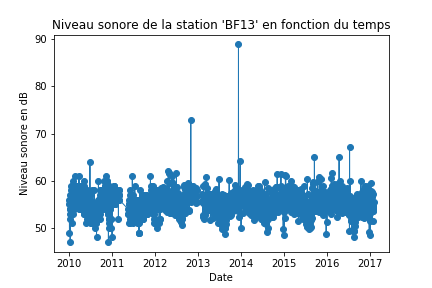 Niveau sonore de la station 'BF13' en fonction du temps
Niveau sonore en dB
90
80
70
60
50
2010 2011 2012 2013 2014 2015 2016 2017
Date